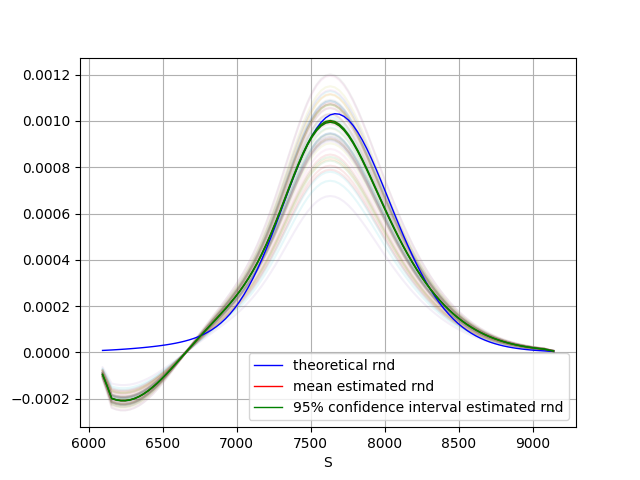 0.0012
0.0010
0.0008
0.0006
0.0004
0.0002
0.0000
−0.0002
theoretical rnd
mean estimated rnd
95% confidence interval estimated rnd
6000 6500 7000 7500 8000 8500 9000
S